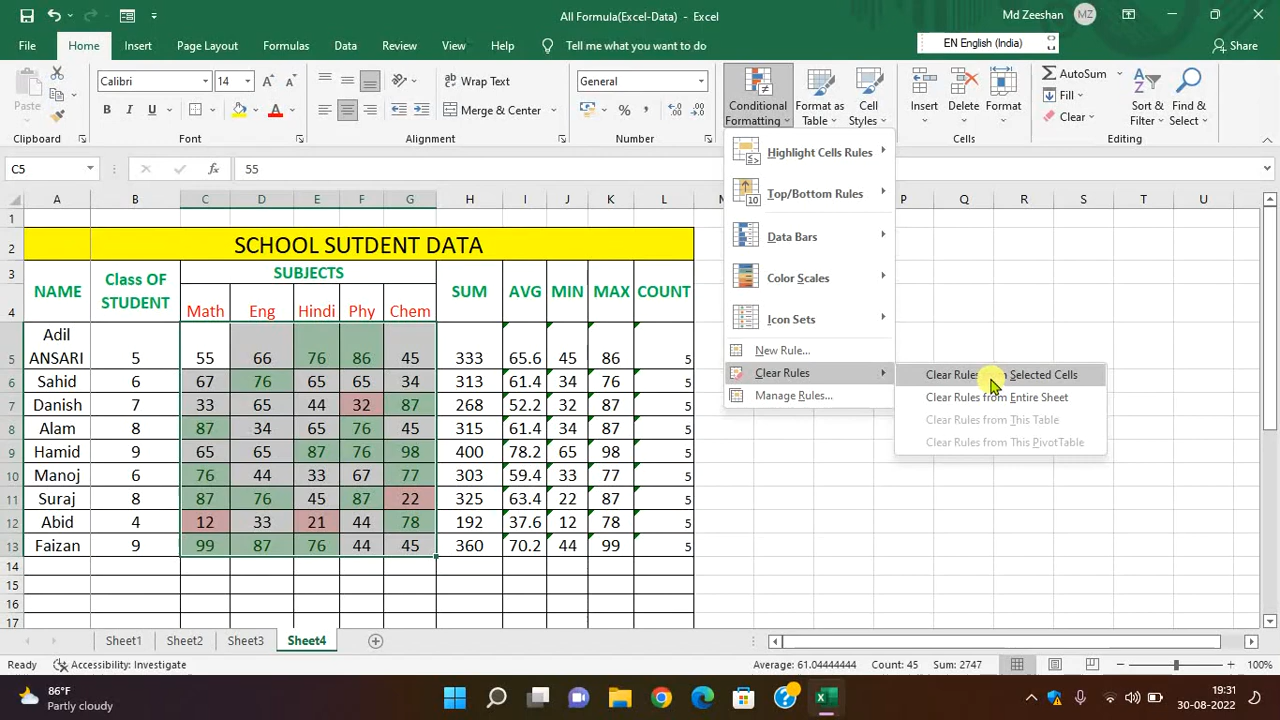 All Formula(Excel-Data) - Excel
Md Zeeshan MZ
File Home Insert Page Layout Formulas Data Review View Help Tell me what you want to do
EN English (India)
Share
Paste
Clipboard
Calibri 14
B I U
Font
Wrap Text
Merge & Center
Alignment
General
Number
Conditional Formatting
Format as Table
Cell Styles
Insert
Delete
Format
Cells
AutoSum
Fill
Clear
Sort & Filter
Find & Select
Editing
C5 fx 55
Highlight Cells Rules
Top/Bottom Rules
Data Bars
Color Scales
Icon Sets
New Rule...
Clear Rules
Manage Rules...
Clear Rules Selected Cells
Clear Rules from Entire Sheet
Clear Rules from This Table
Clear Rules from This PivotTable
A B C D E F G H I J K L P Q R S T U
1
2 SCHOOL SUTDENT DATA
3 NAME Class OF STUDENT SUBJECTS SUM AVG MIN MAX COUNT
4 Math Eng Hindi Phy Chem
5 Adil ANSARI 5 55 66 76 86 45 333 65.6 45 86 5
6 Sahid 6 67 76 65 65 34 313 61.4 34 76 5
7 Danish 7 33 65 44 32 87 268 52.2 32 87 5
8 Alam 8 87 34 65 76 45 315 61.4 34 87 5
9 Hamid 9 65 65 87 76 98 400 78.2 65 98 5
10 Manoj 6 76 44 33 67 77 303 59.4 33 77 5
11 Suraj 8 87 76 45 87 22 325 63.4 22 87 5
12 Abid 4 12 33 21 44 78 192 37.6 12 78 5
13 Faizan 9 99 87 76 44 45 360 70.2 44 99 5
14
15
16
17
Sheet1 Sheet2 Sheet3 Sheet4
Ready Accessibility: Investigate Average: 61.04444444 Count: 45 Sum: 2747 100%
86°F
Partly cloudy
19:31
30-08-2022